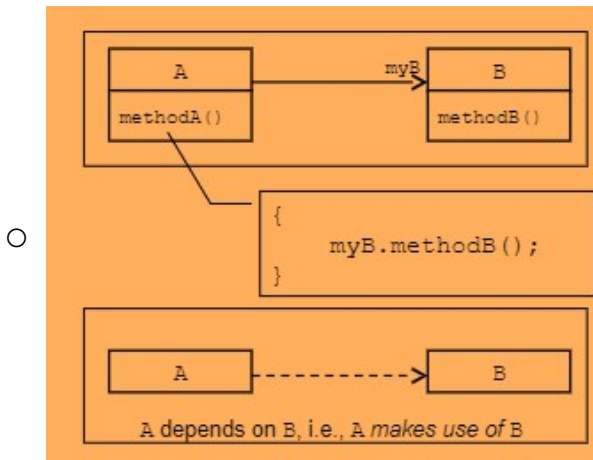 A
myB
B
methodA()
methodB()
{
myB.methodB();
}
A
B
A depends on B, i.e., A makes use of B